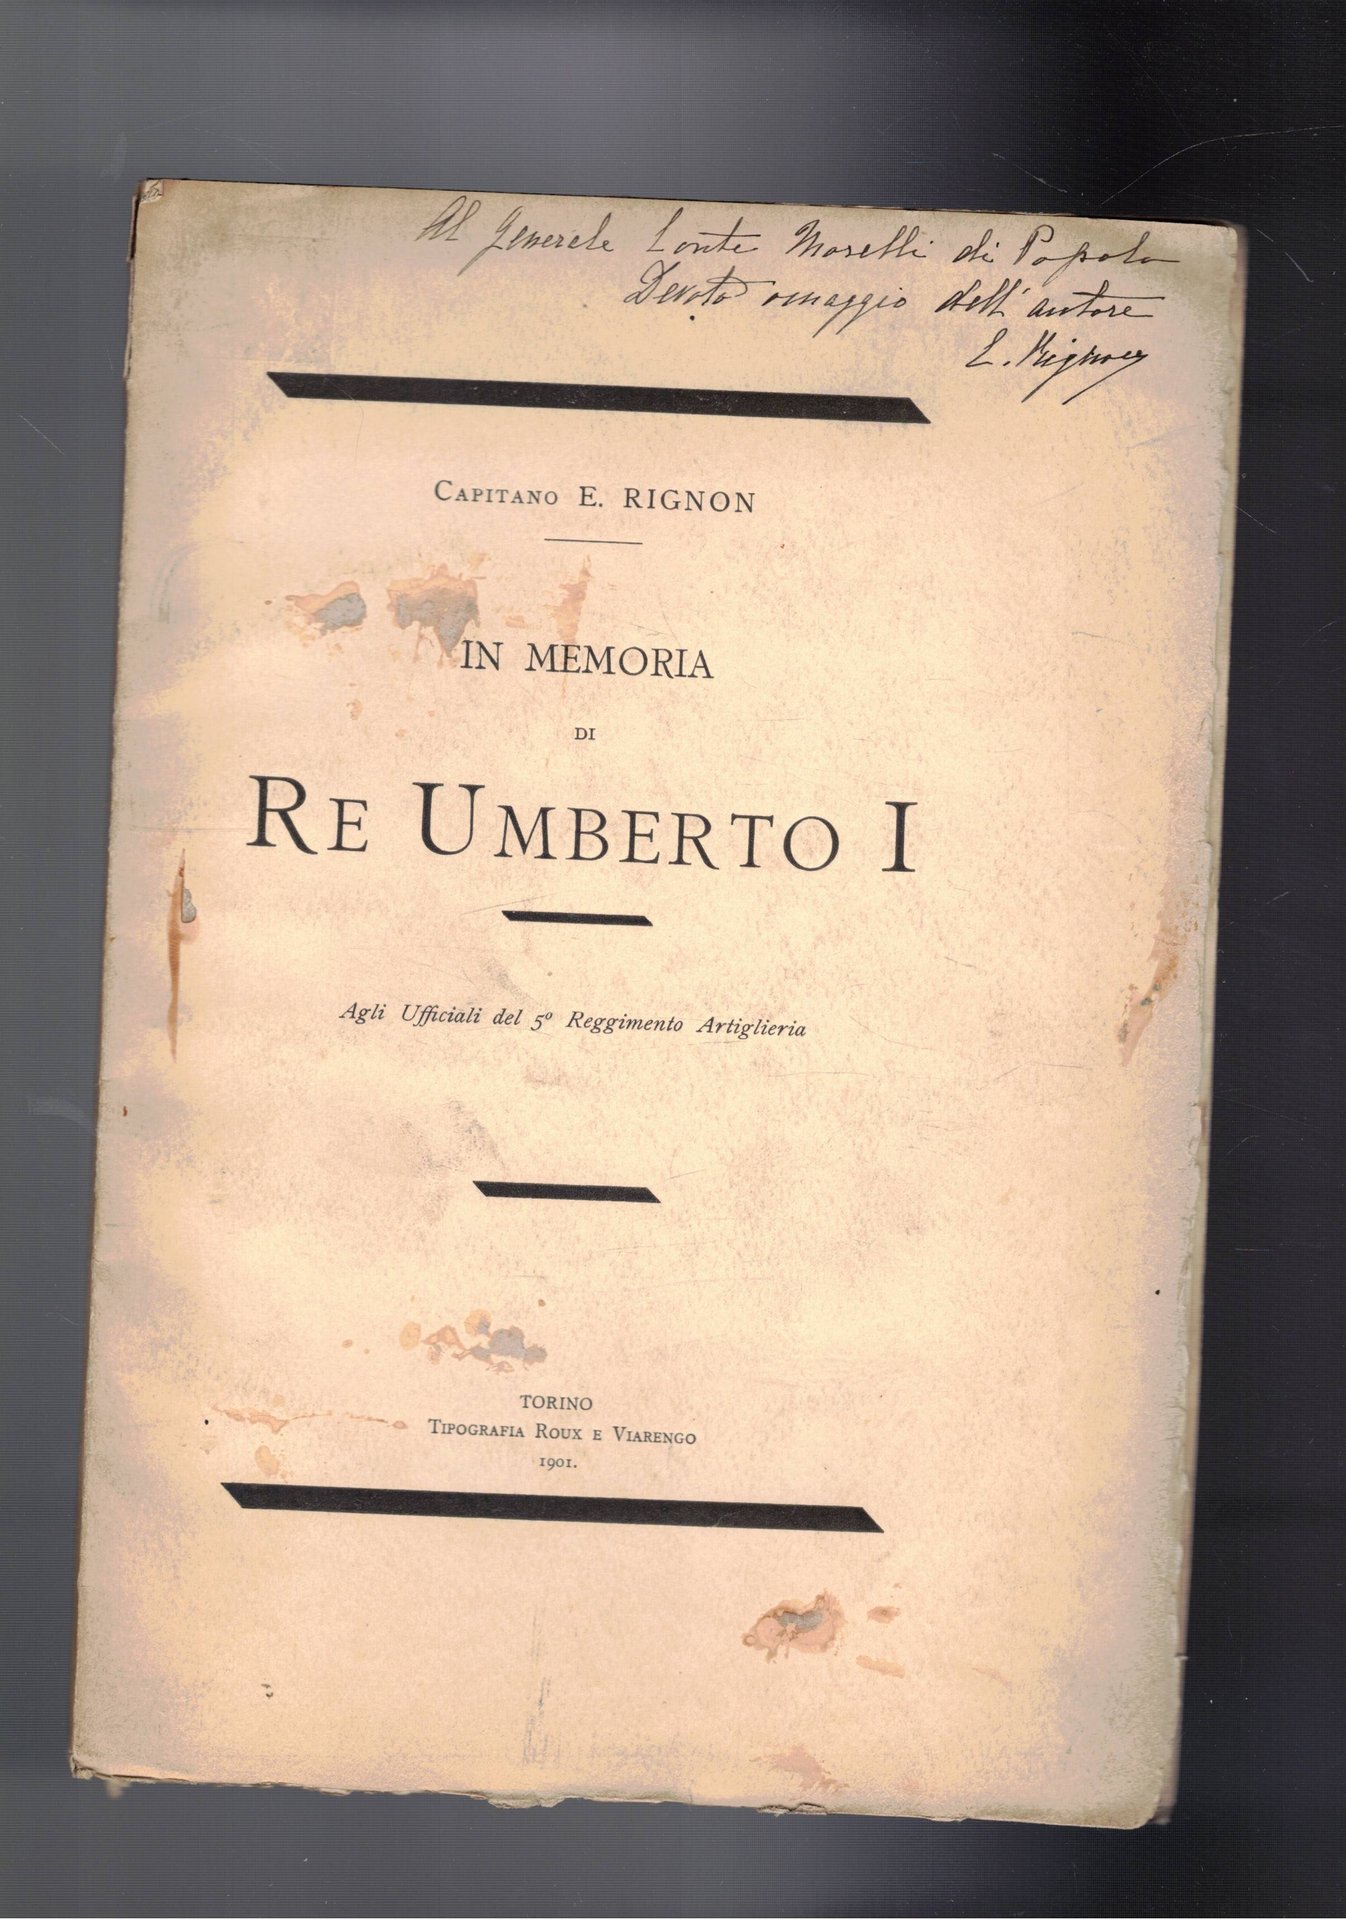 Al Generale Conte Morelli di Popolo
Devoto omaggio dell'autore
E. Rignon
CAPITANO E. RIGNON
IN MEMORIA
DI
RE UMBERTO I
Agli Ufficiali del 5º Reggimento Artiglieria
TORINO
TIPOGRAFIA ROUX E VIARENGO
1901.